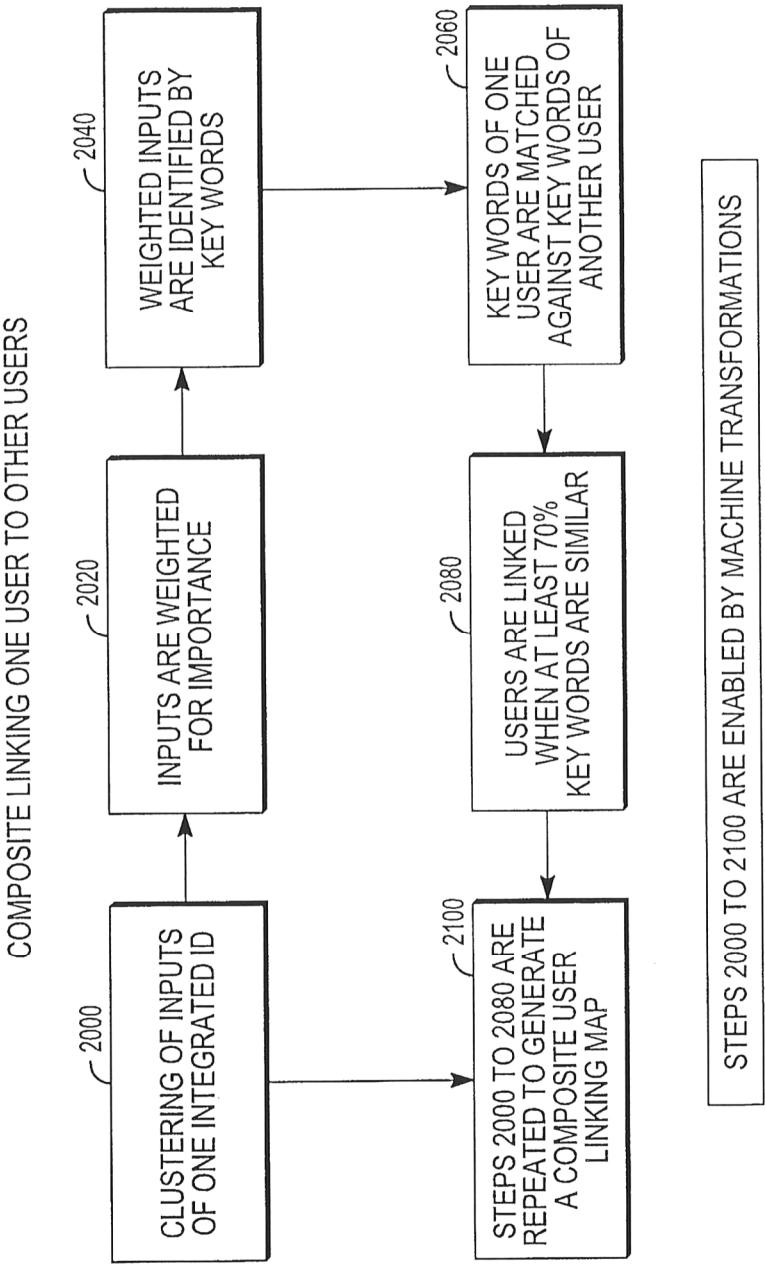 COMPOSITE LINKING ONE USER TO OTHER USERS
2000
CLUSTERING OF INPUTS
OF ONE INTEGRATED ID
2020
INPUTS ARE WEIGHTED
FOR IMPORTANCE
2040
WEIGHTED INPUTS
ARE IDENTIFIED BY
KEY WORDS
2060
KEY WORDS OF ONE
USER ARE MATCHED
AGAINST KEY WORDS OF
ANOTHER USER
2080
USERS ARE LINKED
WHEN AT LEAST 70%
KEY WORDS ARE SIMILAR
2100
STEPS 2000 TO 2080 ARE
REPEATED TO GENERATE
A COMPOSITE USER
LINKING MAP
STEPS 2000 TO 2100 ARE ENABLED BY MACHINE TRANSFORMATIONS